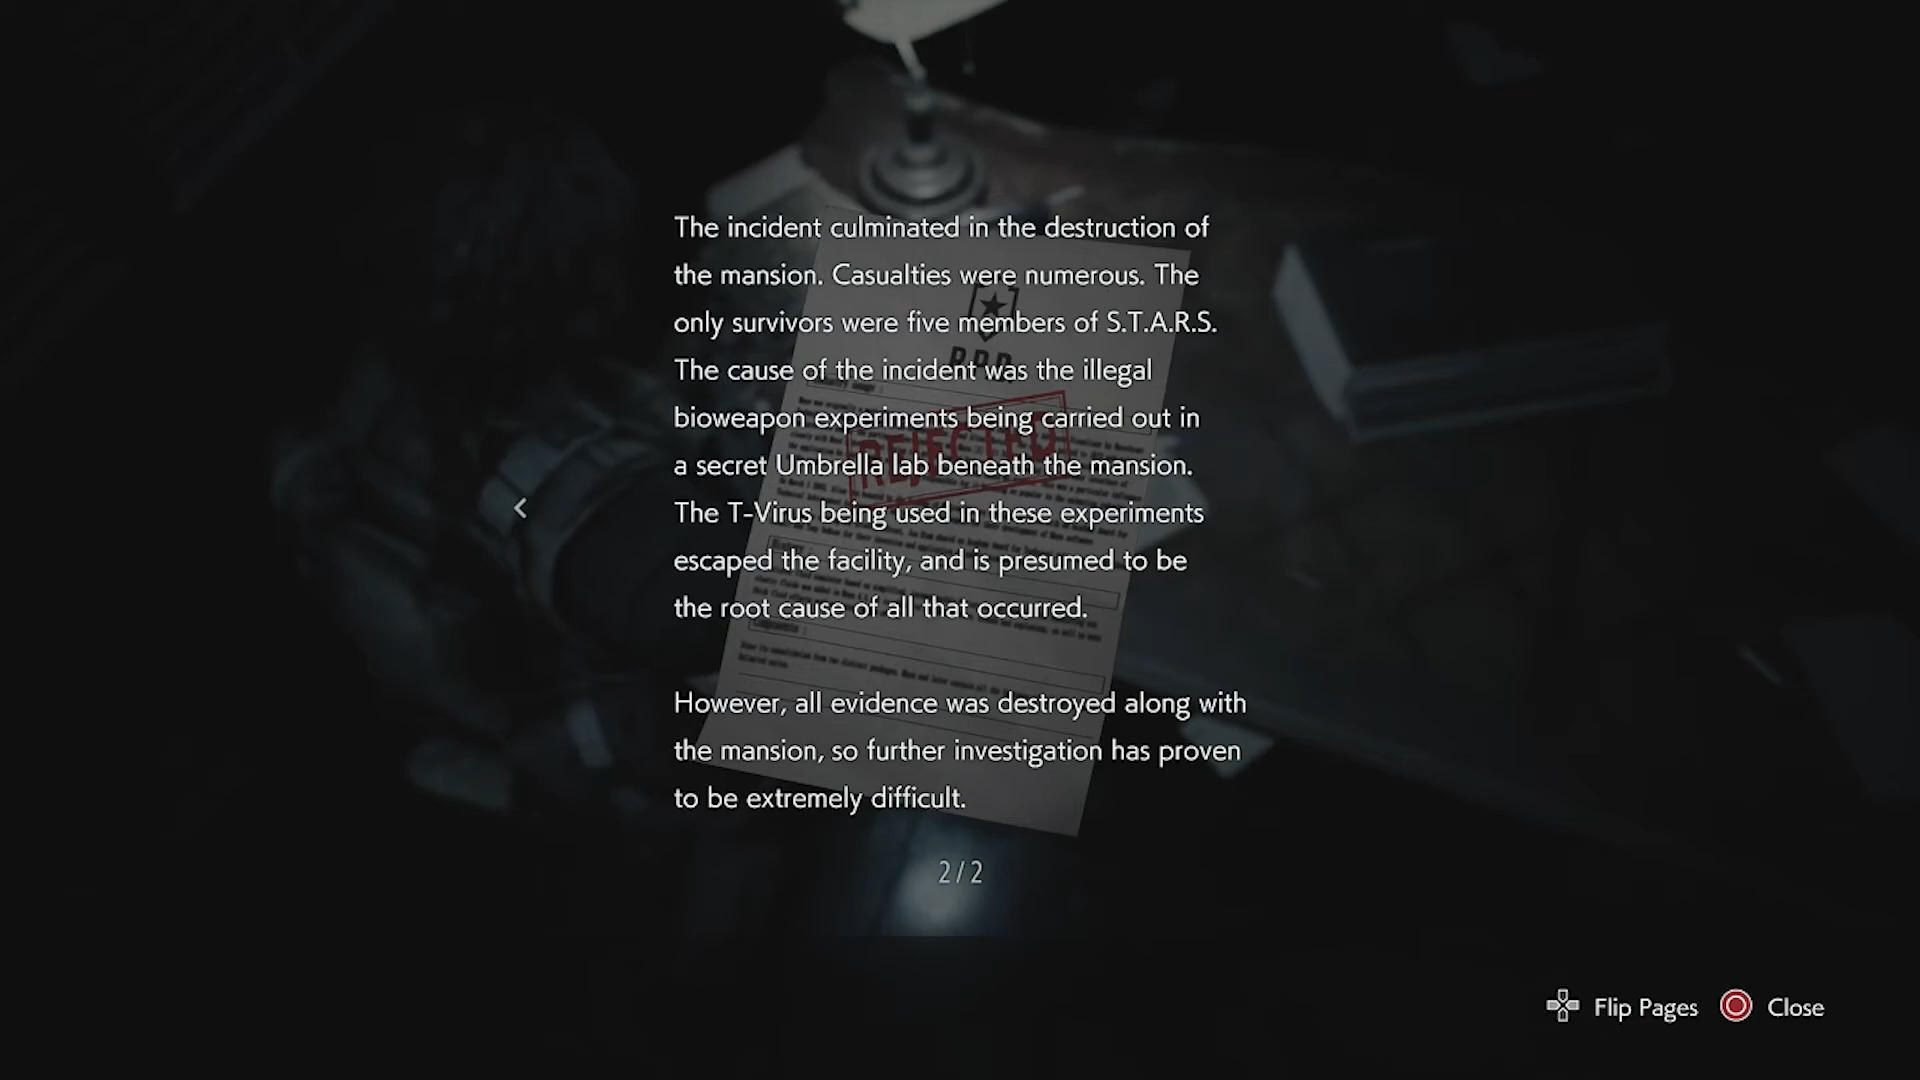 The incident culminated in the destruction of
the mansion. Casualties were numerous. The
only survivors were five members of S.T.A.R.S.
The cause of the incident was the illegal
bioweapon experiments being carried out in
a secret Umbrella lab beneath the mansion.
The T-Virus being used in these experiments
escaped the facility, and is presumed to be
the root cause of all that occurred.
However, all evidence was destroyed along with
the mansion, so further investigation has proven
to be extremely difficult.
2/2
R.P.D.
REJECTED
Flip Pages
Close